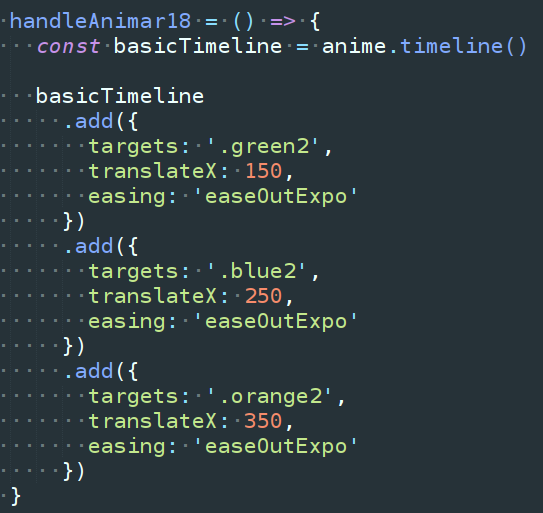 handleAnimar18 = () => {
const basicTimeline = anime.timeline()
basicTimeline
.add({
targets: '.green2',
translateX: 150,
easing: 'easeOutExpo'
})
.add({
targets: '.blue2',
translateX: 250,
easing: 'easeOutExpo'
})
.add({
targets: '.orange2',
translateX: 350,
easing: 'easeOutExpo'
})
}